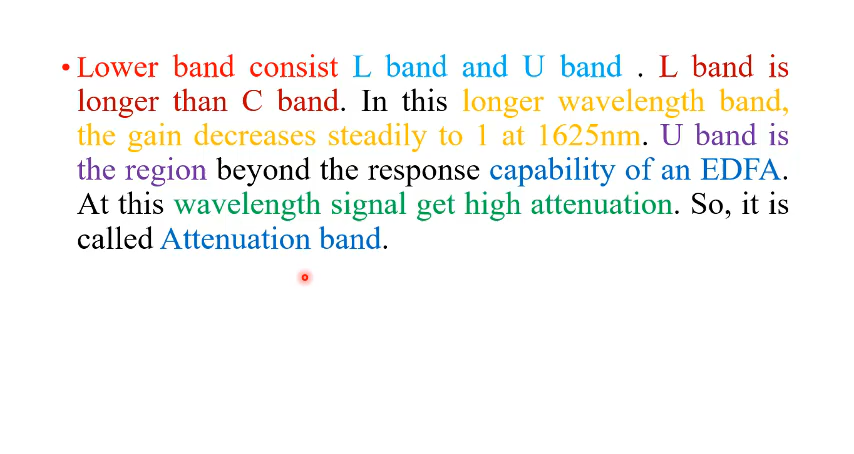 • Lower band consist L band and U band . L band is
longer than C band. In this longer wavelength band,
the gain decreases steadily to 1 at 1625nm. U band is
the region beyond the response capability of an EDFA.
At this wavelength signal get high attenuation. So, it is
called Attenuation band.